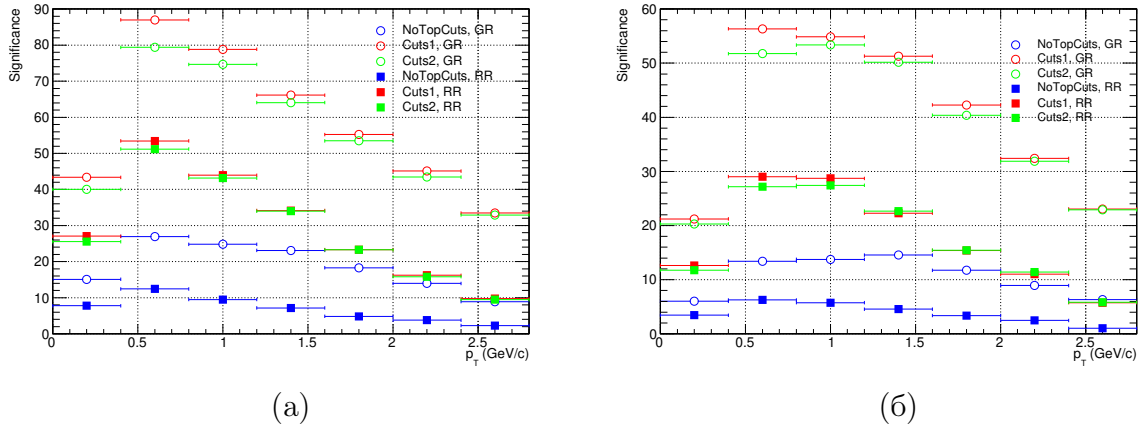 Significance
90
80
70
60
50
40
30
20
10
0
NoTopCuts, GR
Cuts1, GR
Cuts2, GR
NoTopCuts, RR
Cuts1, RR
Cuts2, RR
0 0.5 1 1.5 2 2.5
p_T (GeV/c)
(а)
Significance
60
50
40
30
20
10
0
NoTopCuts, GR
Cuts1, GR
Cuts2, GR
NoTopCuts, RR
Cuts1, RR
Cuts2, RR
0 0.5 1 1.5 2 2.5
p_T (GeV/c)
(б)